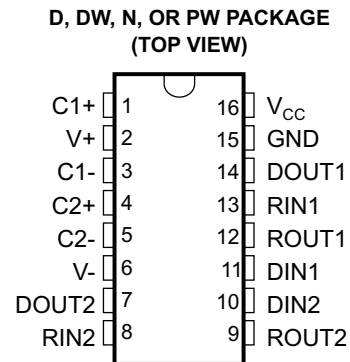 D, DW, N, OR PW PACKAGE
(TOP VIEW)
C1+ 1 16 VCC
V+ 2 15 GND
C1- 3 14 DOUT1
C2+ 4 13 RIN1
C2- 5 12 ROUT1
V- 6 11 DIN1
DOUT2 7 10 DIN2
RIN2 8 9 ROUT2